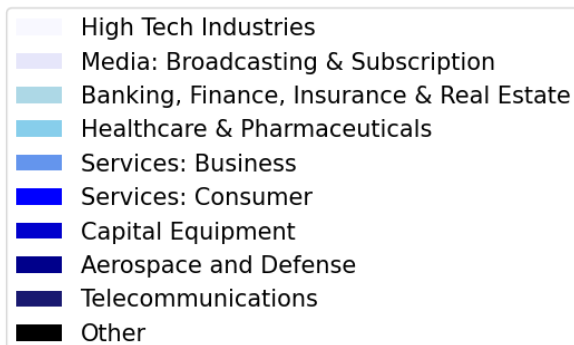 High Tech Industries
Media: Broadcasting & Subscription
Banking, Finance, Insurance & Real Estate
Healthcare & Pharmaceuticals
Services: Business
Services: Consumer
Capital Equipment
Aerospace and Defense
Telecommunications
Other